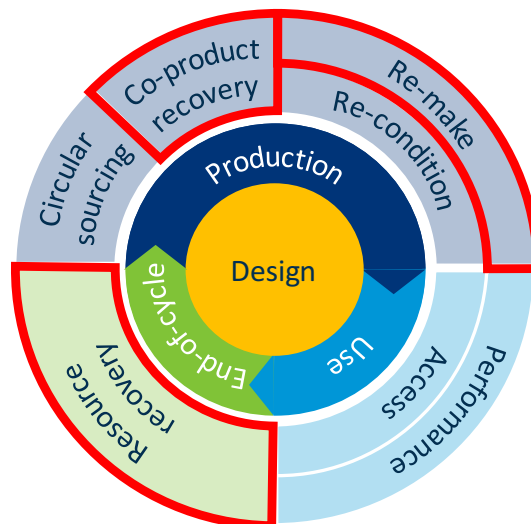 Co-product
recovery
Re-make
Re-condition
Circular
sourcing
Production
Design
End-of-cycle
Use
Resource
recovery
Access
Performance